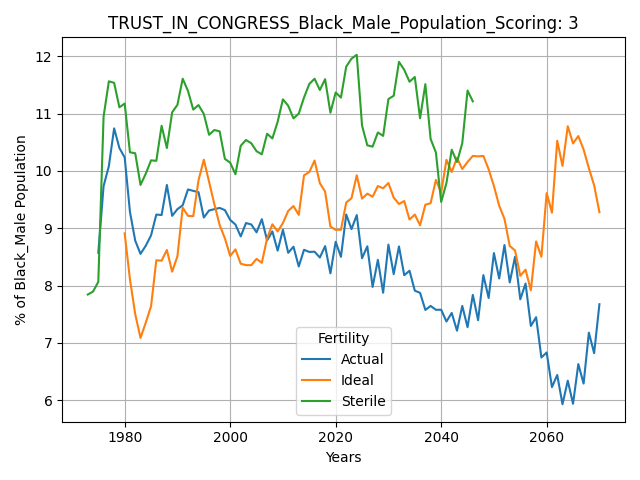 TRUST_IN_CONGRESS_Black_Male_Population_Scoring: 3
% of Black_Male Population
12
11
10
9
8
7
6
Fertility
Actual
Ideal
Sterile
1980 2000 2020 2040 2060
Years